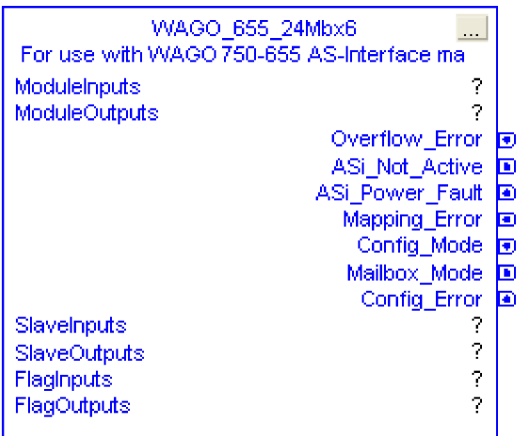 WAGO_655_24Mbx6 ...
For use with WAGO 750-655 AS-Interface ma
ModuleInputs ?
ModuleOutputs ?
Overflow_Error
ASi_Not_Active
ASi_Power_Fault
Mapping_Error
Config_Mode
Mailbox_Mode
Config_Error
SlaveInputs ?
SlaveOutputs ?
FlagInputs ?
FlagOutputs ?